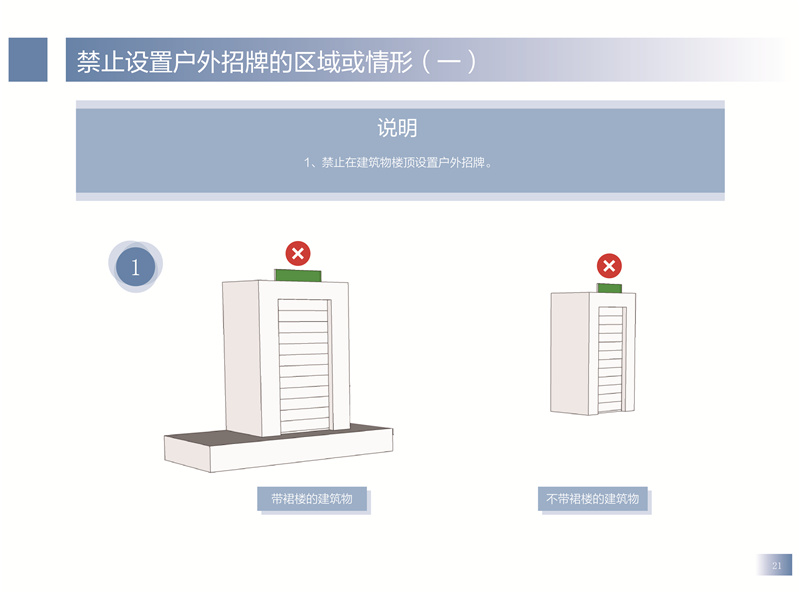 禁止设置户外招牌的区域或情形（一）
说明
1、禁止在建筑物楼顶设置户外招牌。
1
带裙楼的建筑物
不带裙楼的建筑物
21